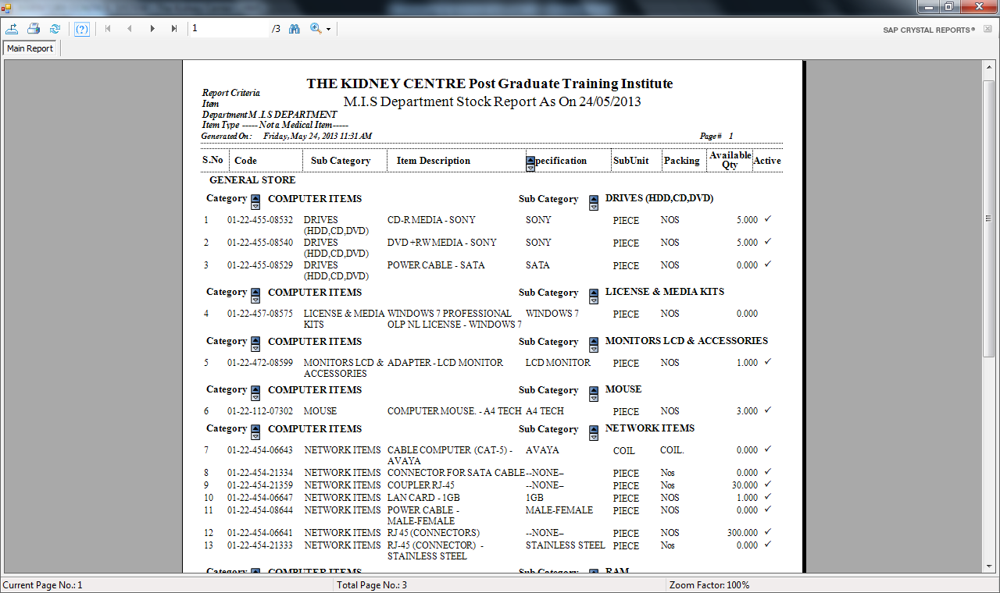 1 /3
SAP CRYSTAL REPORTS®
Main Report
THE KIDNEY CENTRE Post Graduate Training Institute
Report Criteria
M.I.S Department Stock Report As On 24/05/2013
Item
Department M .I.S DEPARTMENT
Item Type ----- Not a Medical Item-----
Generated On: Friday, May 24, 2013 11:31 AM Page # 1
S.No Code Sub Category Item Description pecification SubUnit Packing Available Qty Active
GENERAL STORE
Category COMPUTER ITEMS Sub Category DRIVES (HDD,CD,DVD)
1 01-22-455-08532 DRIVES CD-R MEDIA - SONY SONY PIECE NOS 5.000 ✓
(HDD,CD,DVD)
2 01-22-455-08540 DRIVES DVD +RW MEDIA - SONY SONY PIECE NOS 5.000 ✓
(HDD,CD,DVD)
3 01-22-455-08529 DRIVES POWER CABLE - SATA SATA PIECE NOS 0.000 ✓
(HDD,CD,DVD)
Category COMPUTER ITEMS Sub Category LICENSE & MEDIA KITS
4 01-22-457-08575 LICENSE & MEDIA WINDOWS 7 PROFESSIONAL WINDOWS 7 PIECE NOS 0.000
KITS OLP NL LICENSE - WINDOWS 7
Category COMPUTER ITEMS Sub Category MONITORS LCD & ACCESSORIES
5 01-22-472-08599 MONITORS LCD & ADAPTER - LCD MONITOR LCD MONITOR PIECE NOS 1.000 ✓
ACCESSORIES
Category COMPUTER ITEMS Sub Category MOUSE
6 01-22-112-07302 MOUSE COMPUTER MOUSE. - A4 TECH A4 TECH PIECE NOS 3.000 ✓
Category COMPUTER ITEMS Sub Category NETWORK ITEMS
7 01-22-454-06643 NETWORK ITEMS CABLE COMPUTER (CAT-5) - AVAYA COIL COIL. 0.000 ✓
AVAYA
8 01-22-454-21334 NETWORK ITEMS CONNECTOR FOR SATA CABLE --NONE-- PIECE Nos 0.000 ✓
9 01-22-454-21359 NETWORK ITEMS COUPLER RJ-45 --NONE-- PIECE Nos 30.000 ✓
10 01-22-454-06647 NETWORK ITEMS LAN CARD - 1GB 1GB PIECE NOS 1.000 ✓
11 01-22-454-08644 NETWORK ITEMS POWER CABLE - MALE-FEMALE PIECE NOS 0.000 ✓
MALE-FEMALE
12 01-22-454-06641 NETWORK ITEMS RJ 45 (CONNECTORS) --NONE-- PIECE NOS 300.000 ✓
13 01-22-454-21333 NETWORK ITEMS RJ-45 (CONNECTOR) - STAINLESS STEEL PIECE Nos 0.000 ✓
STAINLESS STEEL
Category COMPUTER ITEMS Sub Category RAM
Current Page No.: 1 Total Page No.: 3 Zoom Factor: 100%